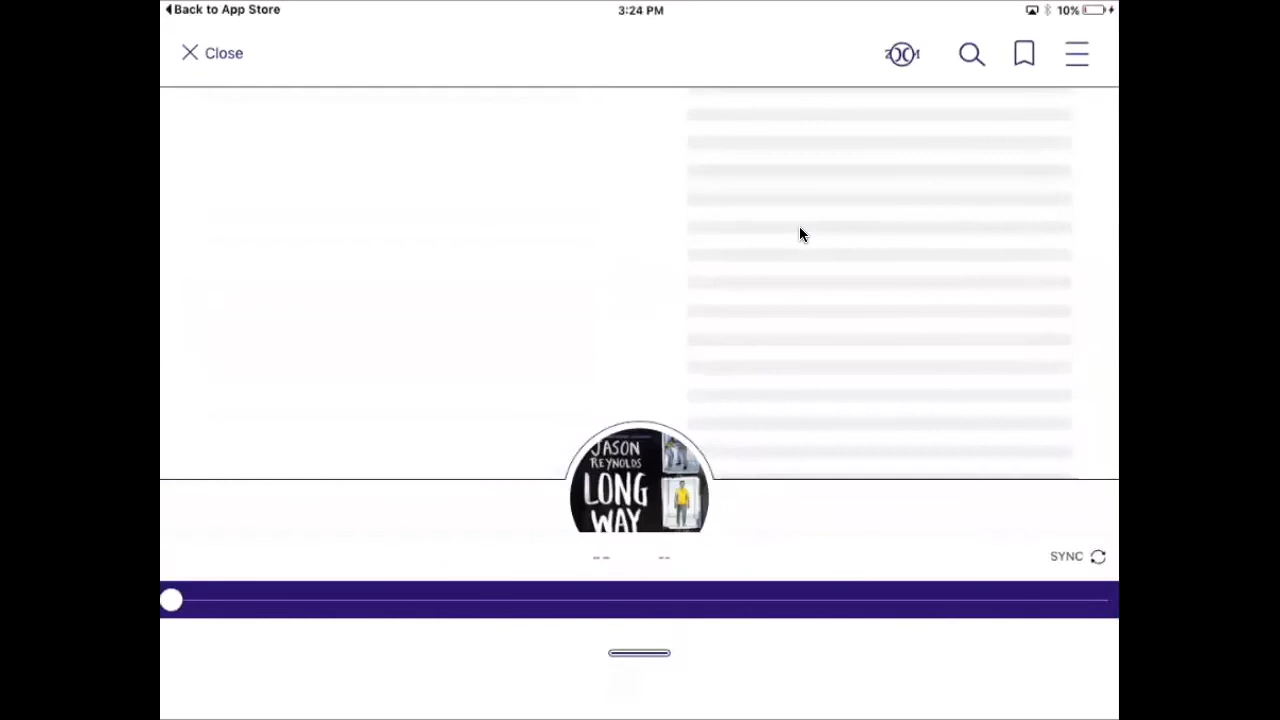 Back to App Store
3:24 PM
10%
Close
JASON
REYNOLDS
LONG
WAY
SYNC